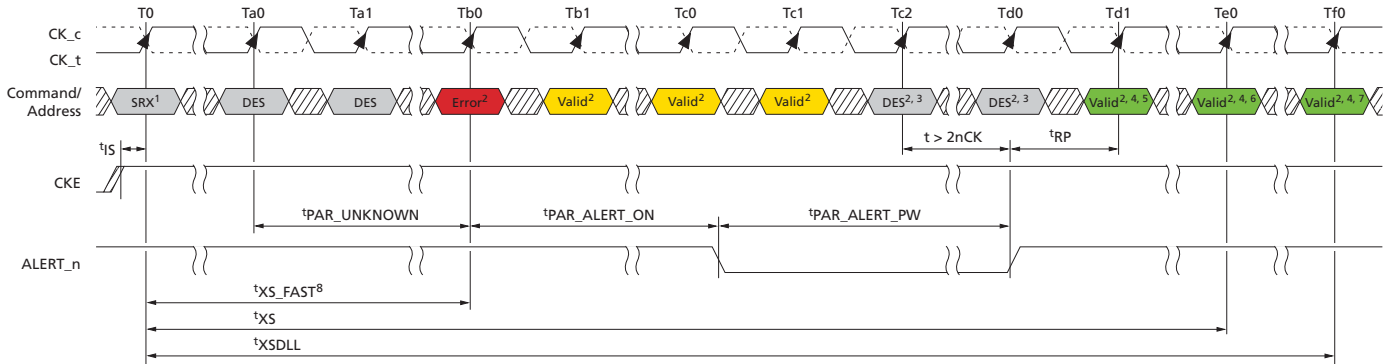 T0 Ta0 Ta1 Tb0 Tb1 Tc0 Tc1 Tc2 Td0 Td1 Te0 Tf0
CK_c
CK_t
Command/
Address
SRX1 DES DES Error2 Valid2 Valid2 Valid2 DES2, 3 DES2, 3 Valid2, 4, 5 Valid2, 4, 6 Valid2, 4, 7
tIS
t > 2nCK
tRP
CKE
tPAR_UNKNOWN tPAR_ALERT_ON tPAR_ALERT_PW
ALERT_n
tXS_FAST8
tXS
tXSDLL